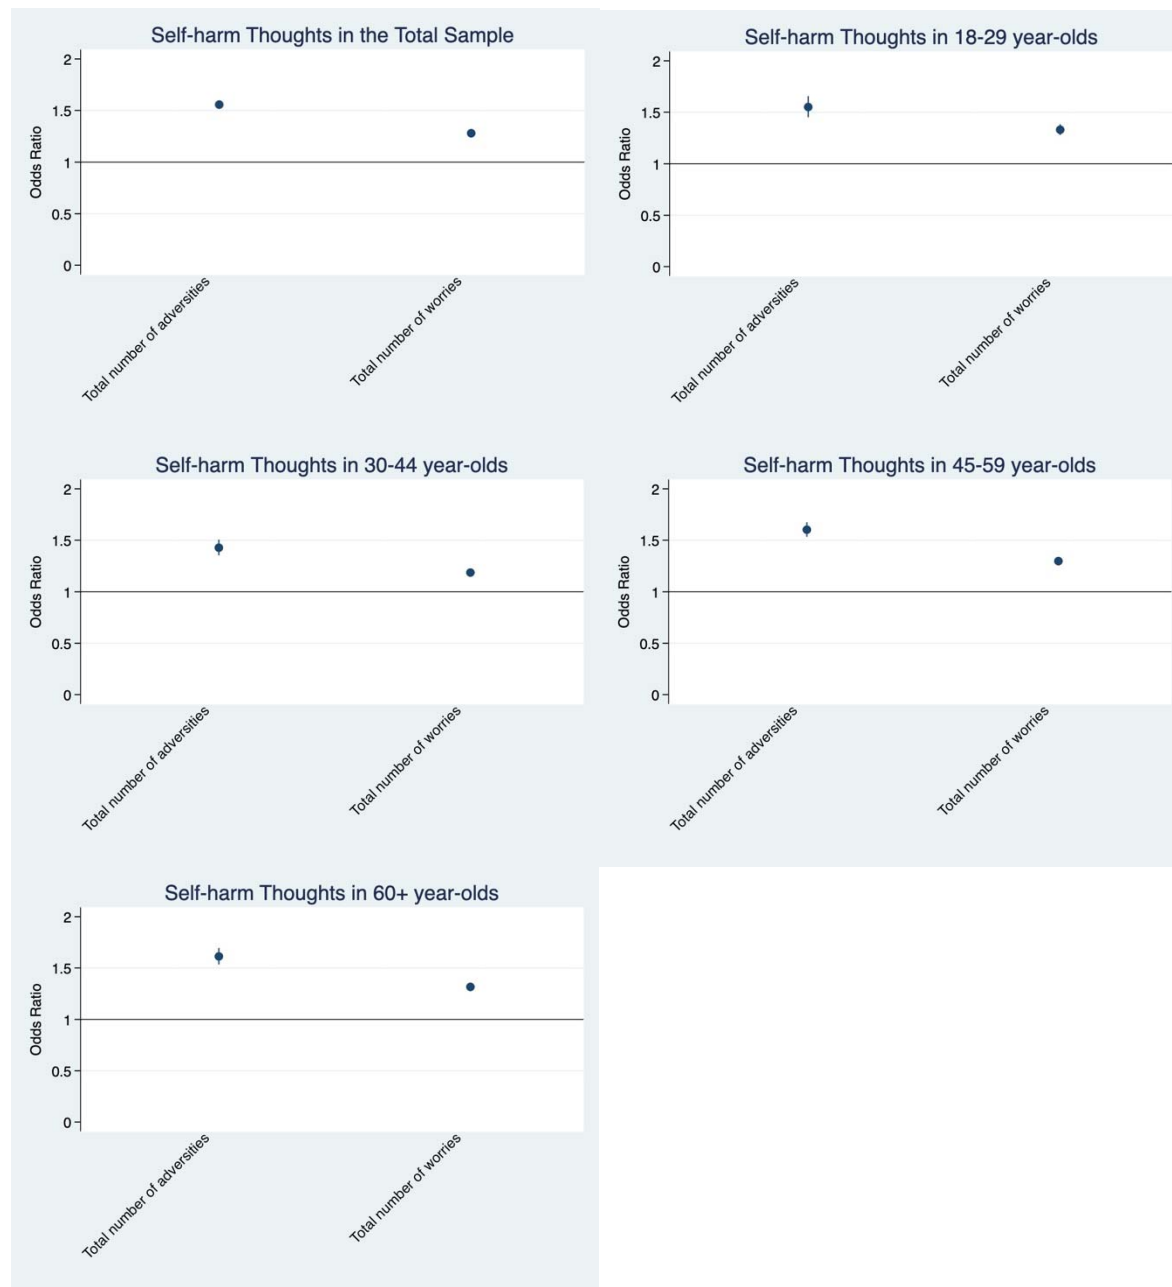 Self-harm Thoughts in the Total Sample
2
1.5
1
0.5
0
Odds Ratio
Total number of adversities
Total number of worries
Self-harm Thoughts in 18-29 year-olds
2
1.5
1
0.5
0
Odds Ratio
Total number of adversities
Total number of worries
Self-harm Thoughts in 30-44 year-olds
2
1.5
1
0.5
0
Odds Ratio
Total number of adversities
Total number of worries
Self-harm Thoughts in 45-59 year-olds
2
1.5
1
0.5
0
Odds Ratio
Total number of adversities
Total number of worries
Self-harm Thoughts in 60+ year-olds
2
1.5
1
0.5
0
Odds Ratio
Total number of adversities
Total number of worries